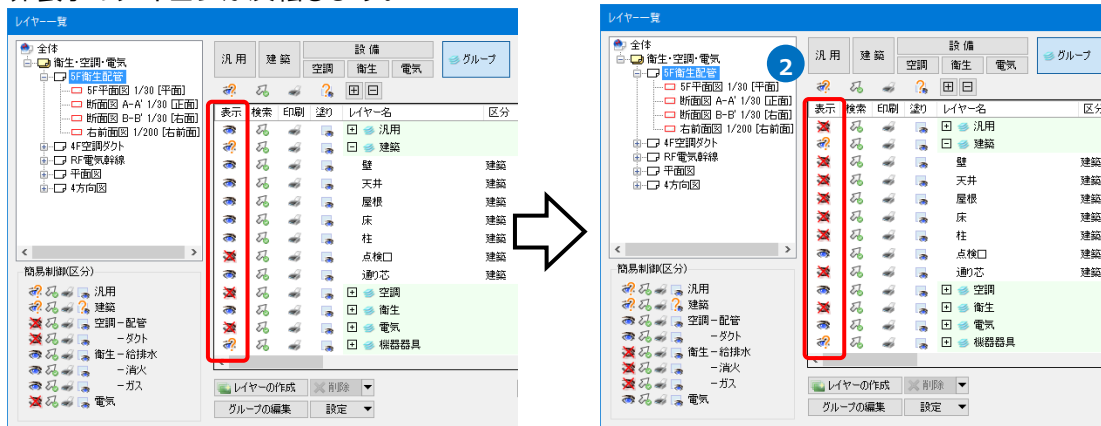 レイヤー一覧
全体
衛生・空調・電気
5F衛生配管
5F平面図 1/30 [平面]
断面図 A-A' 1/30 [正面]
断面図 B-B' 1/30 [右面]
右前面図 1/200 [右前面]
4F空調ダクト
RF電気幹線
平面図
4方向図
簡易制御(区分)
汎用
建築
空調-配管
-ダクト
衛生-給排水
-消火
-ガス
電気
汎用 建築 設備 グループ
空調 衛生 電気
表示 検索 印刷 塗り レイヤー名 区分
汎用
建築
壁 建築
天井 建築
屋根 建築
床 建築
柱 建築
点検口 建築
通り芯 建築
空調
衛生
電気
機器器具
レイヤーの作成 削除
グループの編集 設定
レイヤー一覧
全体
衛生・空調・電気
5F衛生配管
5F平面図 1/30 [平面]
断面図 A-A' 1/30 [正面]
断面図 B-B' 1/30 [右面]
右前面図 1/200 [右前面]
4F空調ダクト
RF電気幹線
平面図
4方向図
2
簡易制御(区分)
汎用
建築
空調-配管
-ダクト
衛生-給排水
-消火
-ガス
電気
汎用 建築 設備 グループ
空調 衛生 電気
表示 検索 印刷 塗り レイヤー名
汎用
建築
壁 建築
天井 建築
屋根 建築
床 建築
柱 建築
点検口 建築
通り芯 建築
空調
衛生
電気
機器器具
レイヤーの作成 削除
グループの編集 設定